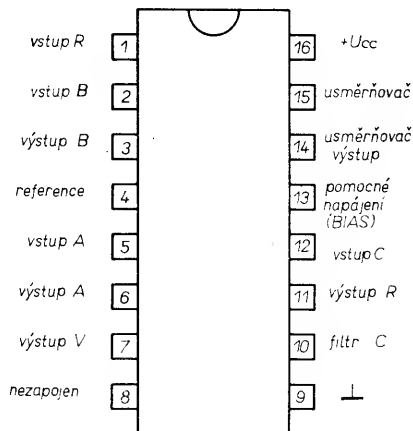 vstup R 1 16 +Ucc
vstup B 2 15 usměrňovač
výstup B 3 14 usměrňovač
výstup
reference 4 13 pomocné
napájení
(BIAS)
vstup A 5 12 vstup C
výstup A 6 11 výstup R
výstup V 7 10 filtr C
nezapojen 8 9